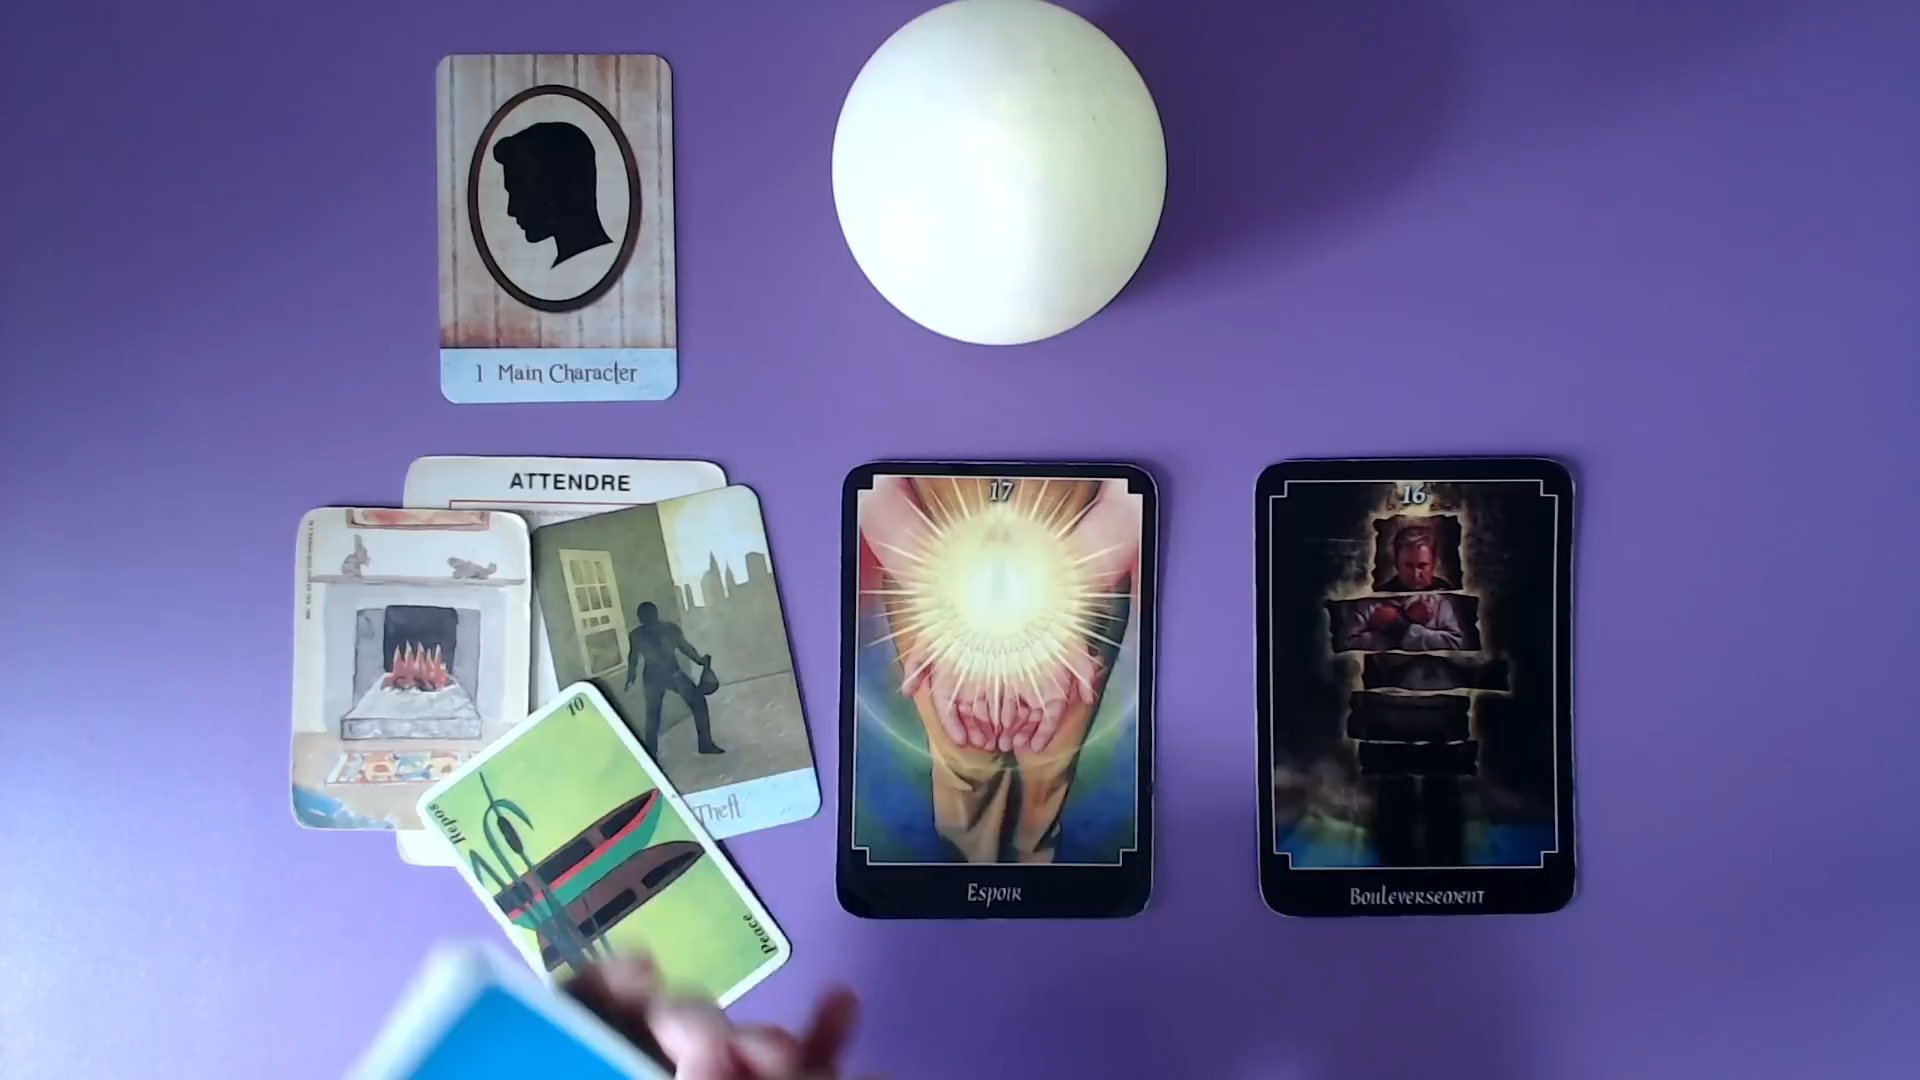 1 Main Character
ATTENDRE
Theft
10
Repos
Peace
17
Espoir
16
Bouleversement